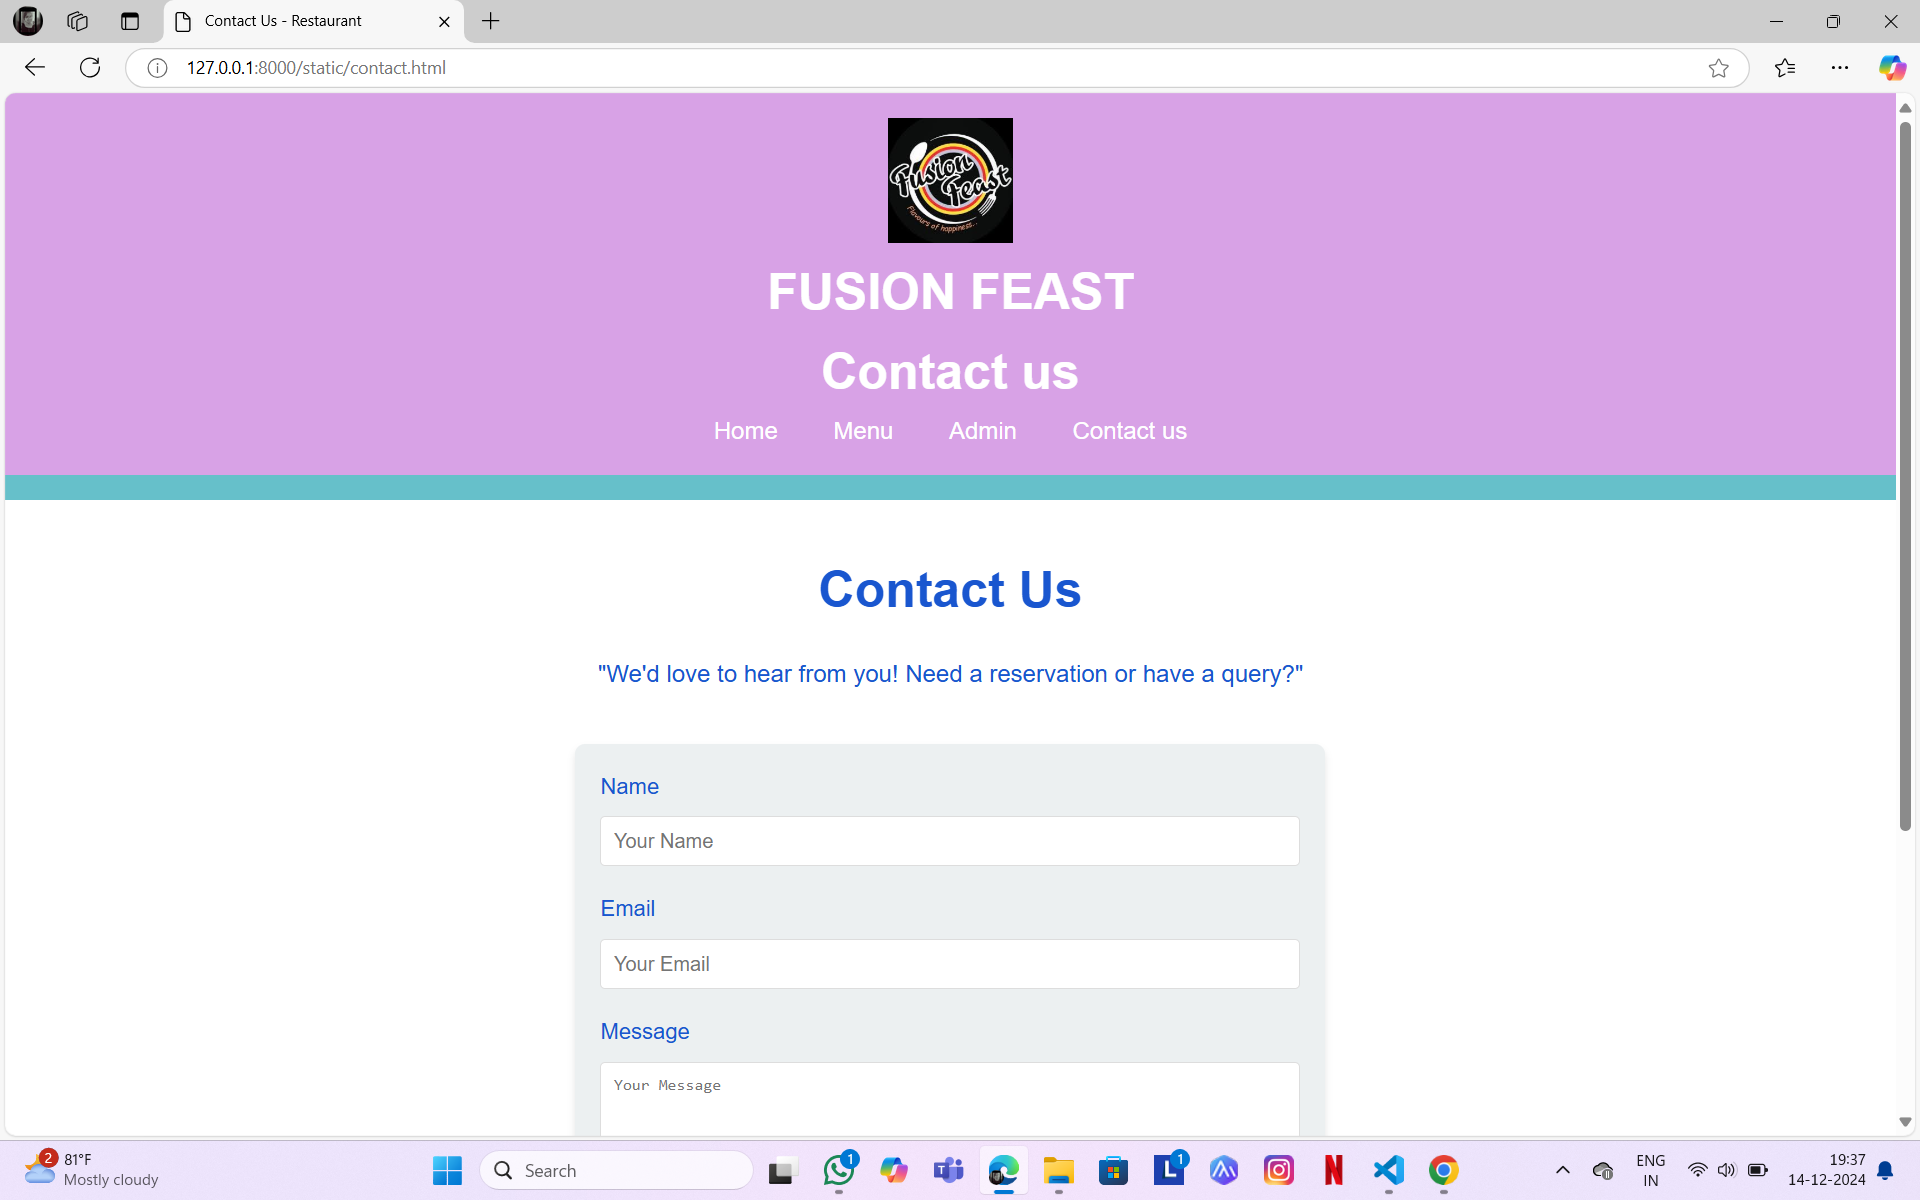 Contact Us - Restaurant
127.0.0.1:8000/static/contact.html
Fusion
Feast
Flavours of happiness...
FUSION FEAST
Contact us
Home Menu Admin Contact us
Contact Us
"We'd love to hear from you! Need a reservation or have a query?"
Name
Your Name
Email
Your Email
Message
Your Message
2
81°F
Mostly cloudy
Search
1
L
1
N
ENG
IN
19:37
14-12-2024